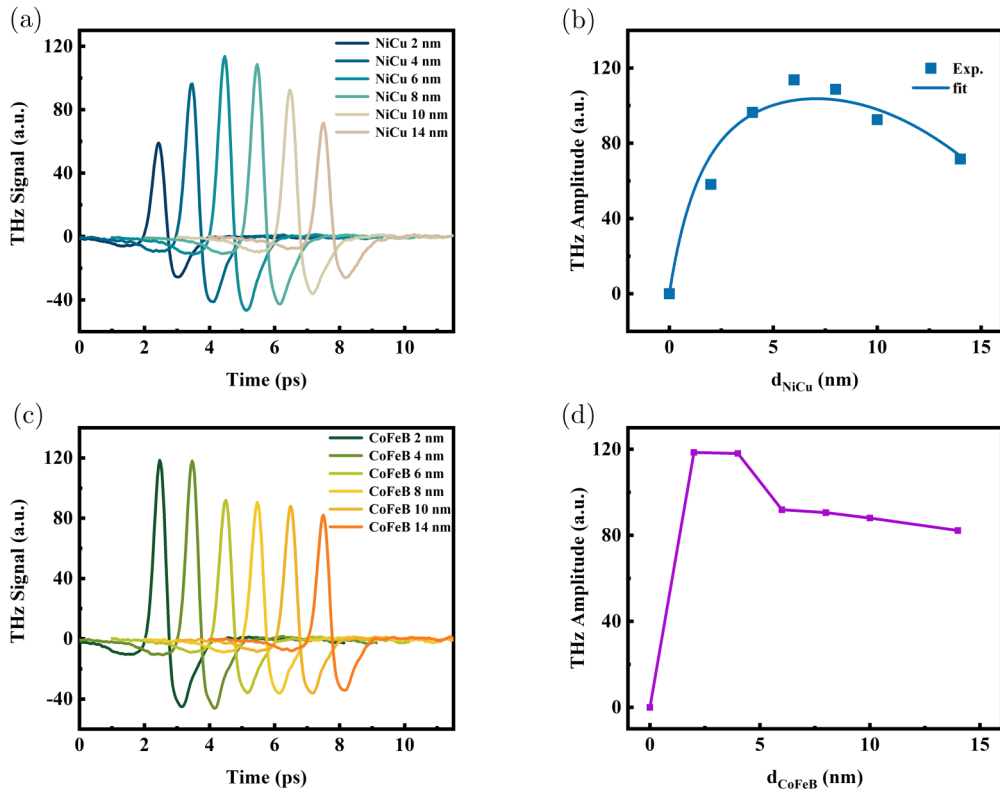 (a)
THz Signal (a.u.)
120
80
40
0
-40
0 2 4 6 8 10
Time (ps)
NiCu 2 nm
NiCu 4 nm
NiCu 6 nm
NiCu 8 nm
NiCu 10 nm
NiCu 14 nm
(b)
THz Amplitude (a.u.)
120
80
40
0
0 5 10 15
d_NiCu (nm)
Exp.
fit
(c)
THz Signal (a.u.)
120
80
40
0
-40
0 2 4 6 8 10
Time (ps)
CoFeB 2 nm
CoFeB 4 nm
CoFeB 6 nm
CoFeB 8 nm
CoFeB 10 nm
CoFeB 14 nm
(d)
THz Amplitude (a.u.)
120
80
40
0
0 5 10 15
d_CoFeB (nm)